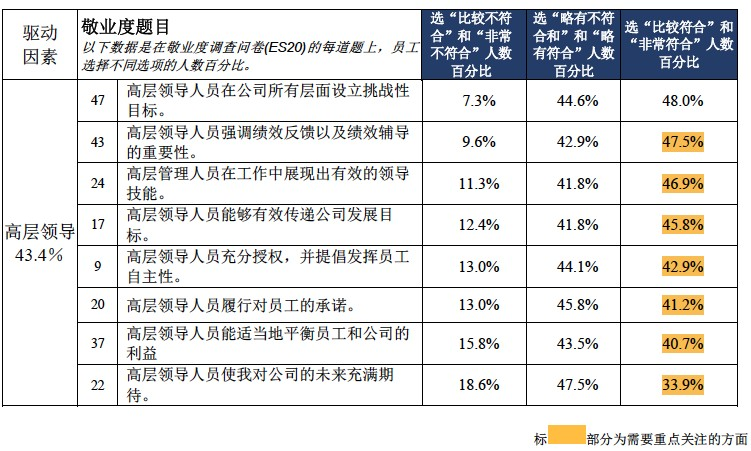 驱动
因素
敬业度题目
以下数据是在敬业度调查问卷(ES20)的每道题上，员工
选择不同选项的人数百分比。
选“比较不符
合”和“非常
不符合”人数
百分比
选“略有不符
合和”和“略
有符合”人数
百分比
选“比较符合”和
“非常符合”人数
百分比
高层领导
43.4%
47
高层领导人员在公司所有层面设立挑战性
目标。
7.3%
44.6%
48.0%
43
高层领导人员强调绩效反馈以及绩效辅导
的重要性。
9.6%
42.9%
47.5%
24
高层管理人员在工作中展现出有效的领导
技能。
11.3%
41.8%
46.9%
17
高层领导人员能够有效传递公司发展目
标。
12.4%
41.8%
45.8%
9
高层领导人员充分授权，并提倡发挥员工
自主性。
13.0%
44.1%
42.9%
20
高层领导人员履行对员工的承诺。
13.0%
45.8%
41.2%
37
高层领导人员能适当地平衡员工和公司的
利益
15.8%
43.5%
40.7%
22
高层领导人员使我对公司的未来充满期
待。
18.6%
47.5%
33.9%
标 部分为需要重点关注的方面